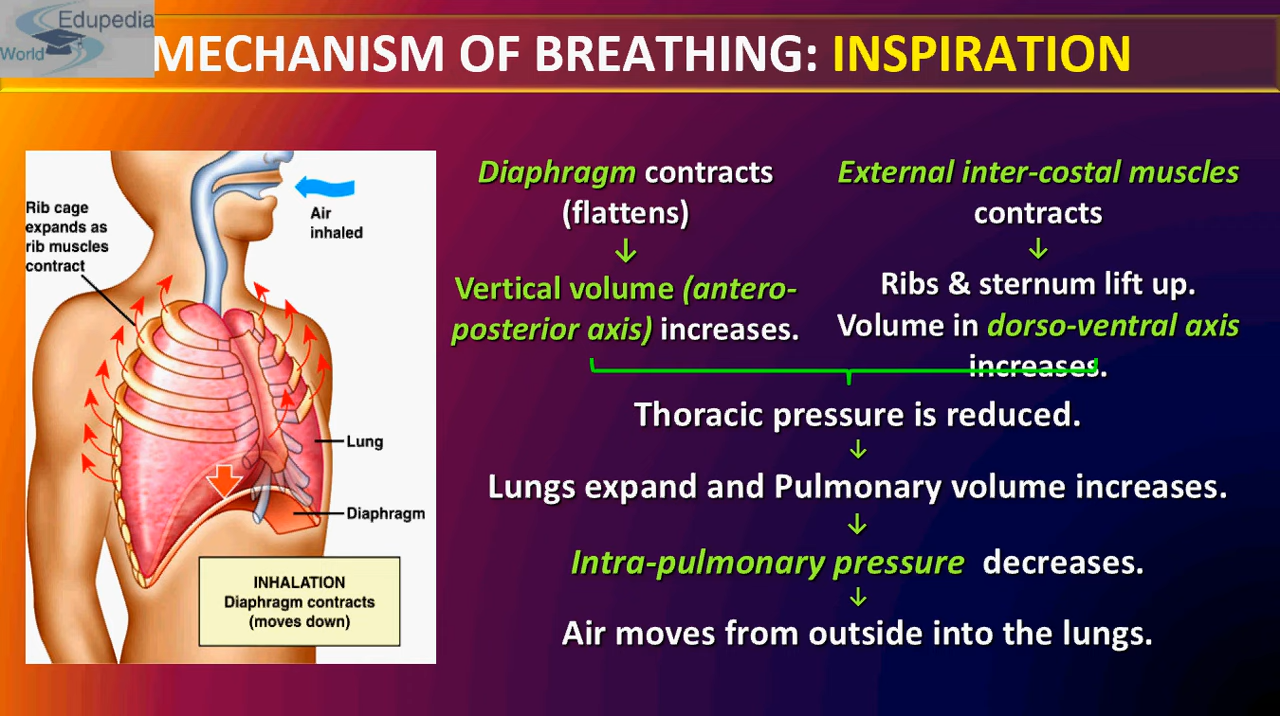 Edupedia
World
MECHANISM OF BREATHING: INSPIRATION
Rib cage
expands as
rib muscles
contract
Air
inhaled
Lung
Diaphragm
INHALATION
Diaphragm contracts
(moves down)
Diaphragm contracts
(flattens)
↓
Vertical volume (antero-
posterior axis) increases.
External inter-costal muscles
contracts
↓
Ribs & sternum lift up.
Volume in dorso-ventral axis
increases.
Thoracic pressure is reduced.
↓
Lungs expand and Pulmonary volume increases.
↓
Intra-pulmonary pressure decreases.
↓
Air moves from outside into the lungs.